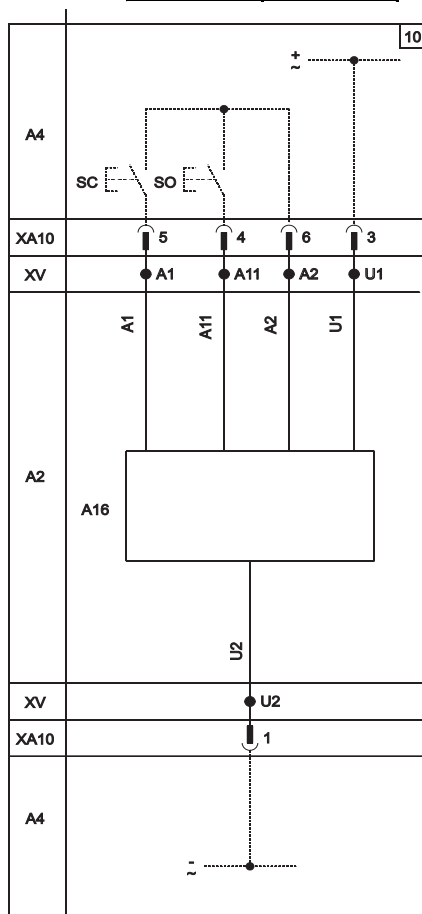 10
+
~
A4
SC SO
XA10 5 4 6 3
XV A1 A11 A2 U1
A1 A11 A2 U1
A2
A16
U2
XV U2
XA10 1
A4
-
~